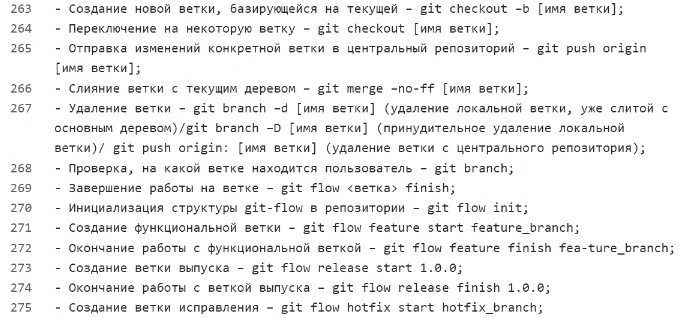 263 - Создание новой ветки, базирующейся на текущей – git checkout –b [имя ветки];
264 - Переключение на некоторую ветку – git checkout [имя ветки];
265 - Отправка изменений конкретной ветки в центральный репозиторий – git push origin
[имя ветки];
266 - Слияние ветки с текущим деревом – git merge –no-ff [имя ветки];
267 - Удаление ветки – git branch –d [имя ветки] (удаление локальной ветки, уже слитой с
основным деревом)/git branch –D [имя ветки] (принудительное удаление локальной
ветки)/ git push origin: [имя ветки] (удаление ветки с центрального репозитория);
268 - Проверка, на какой ветке находится пользователь – git branch;
269 - Завершение работы на ветке – git flow <ветка> finish;
270 - Инициализация структуры git-flow в репозитории – git flow init;
271 - Создание функциональной ветки – git flow feature start feature_branch;
272 - Окончание работы с функциональной веткой – git flow feature finish fea-ture_branch;
273 - Создание ветки выпуска – git flow release start 1.0.0;
274 - Окончание работы с веткой выпуска – git flow release finish 1.0.0;
275 - Создание ветки исправления – git flow hotfix start hotfix_branch;